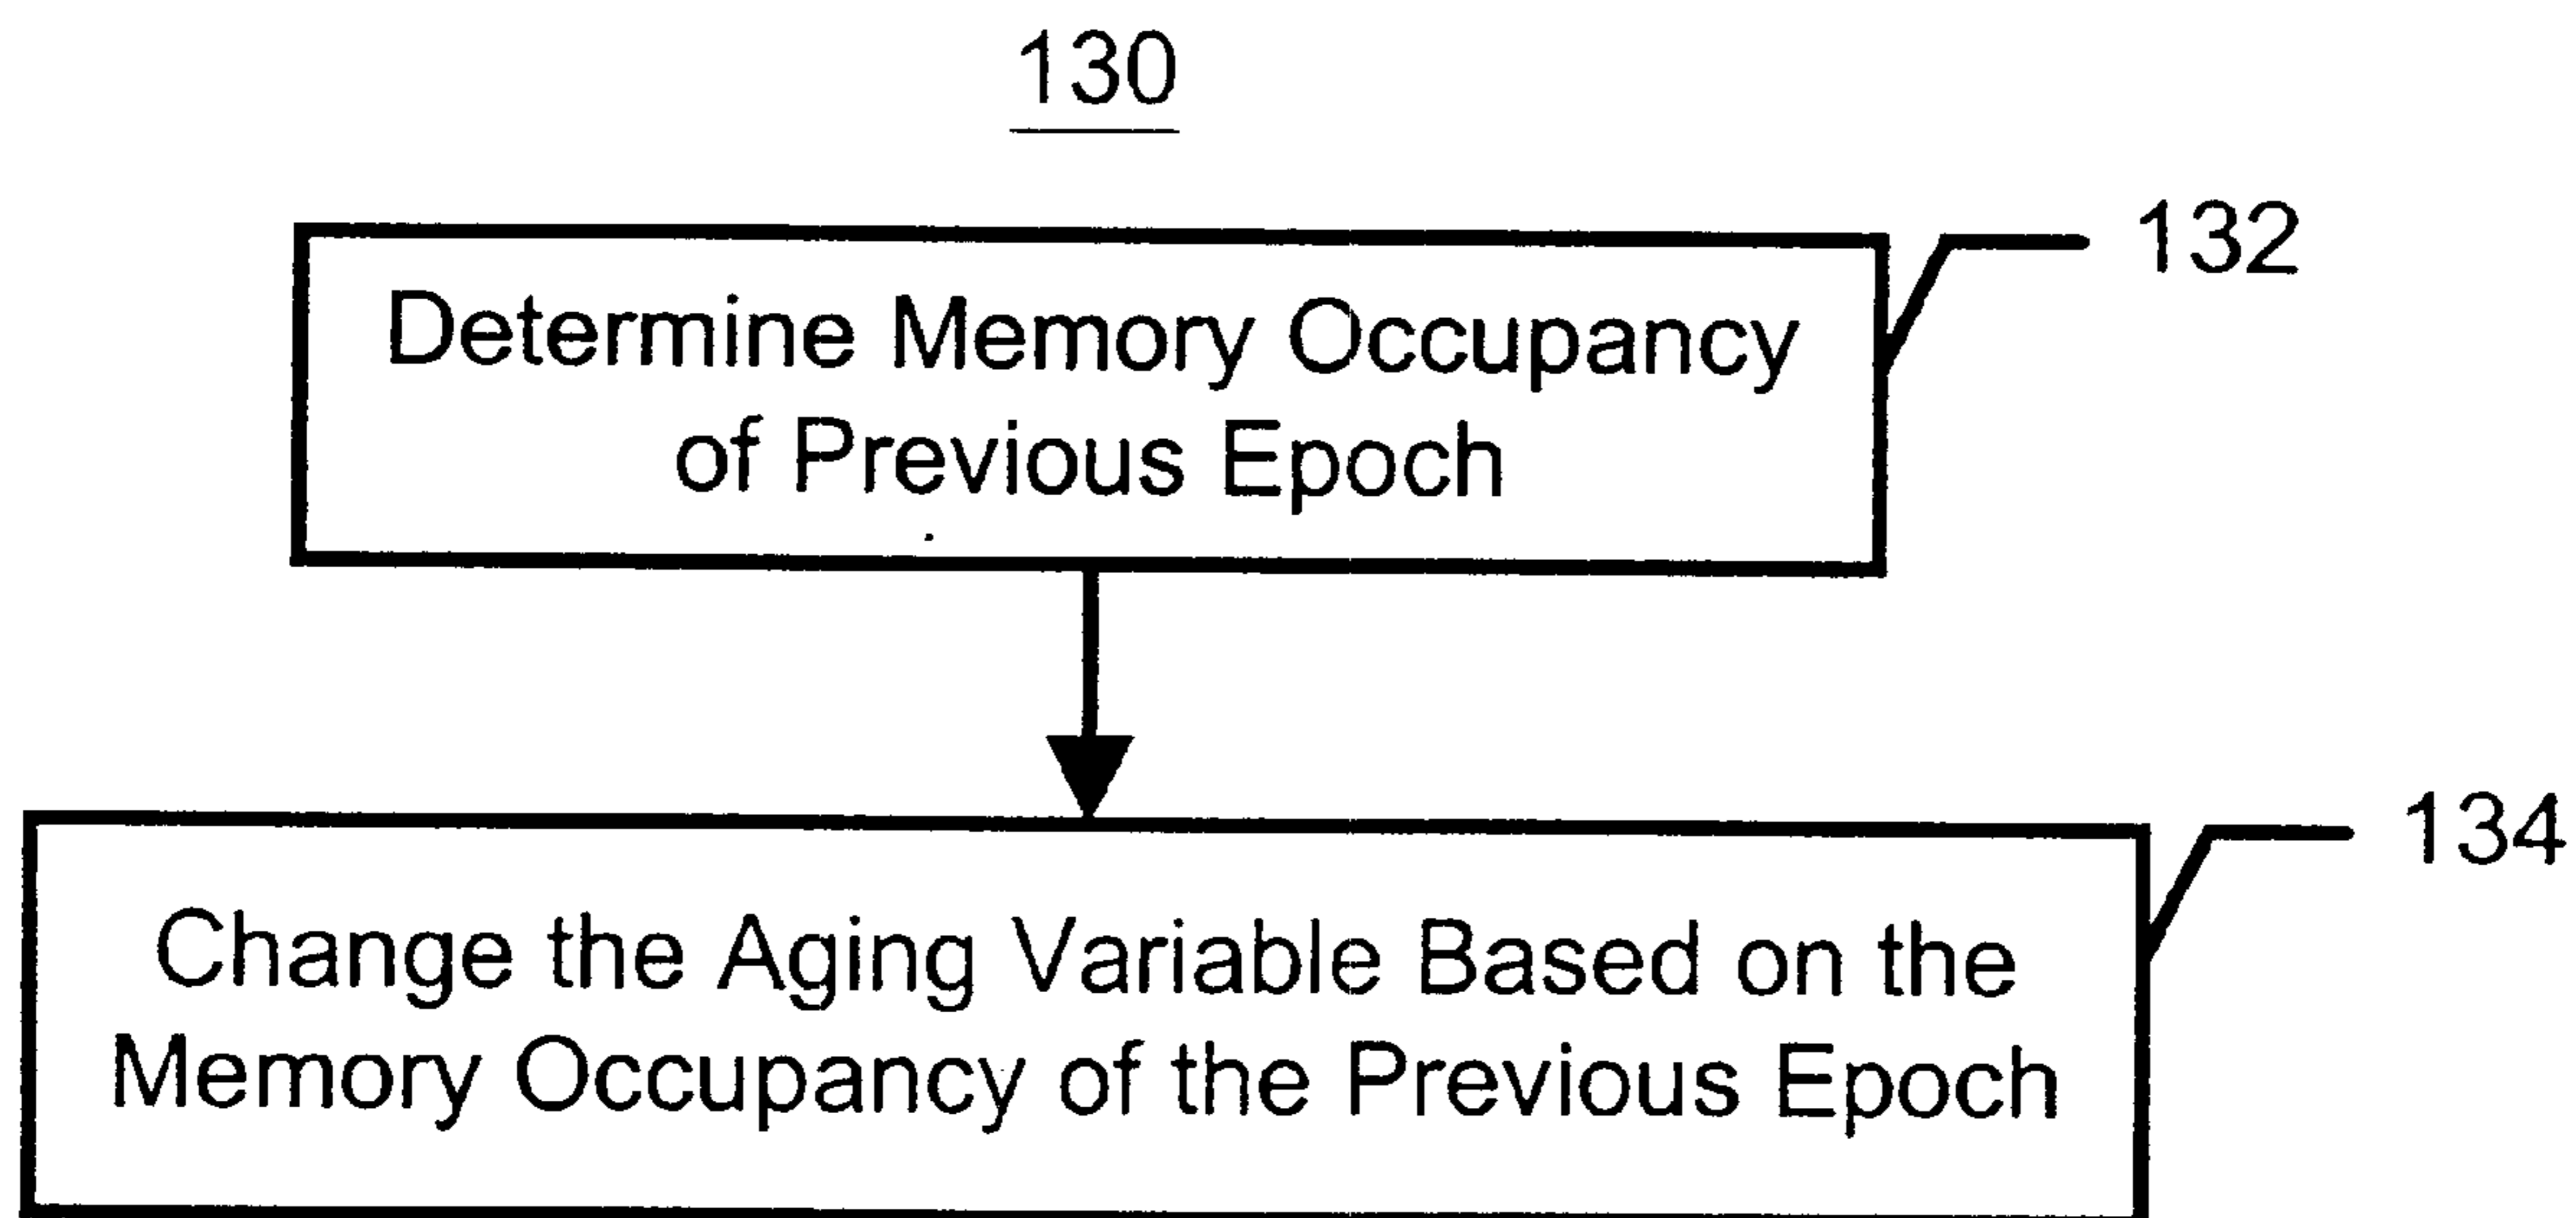 130
132
Determine Memory Occupancy
of Previous Epoch
134
Change the Aging Variable Based on the
Memory Occupancy of the Previous Epoch